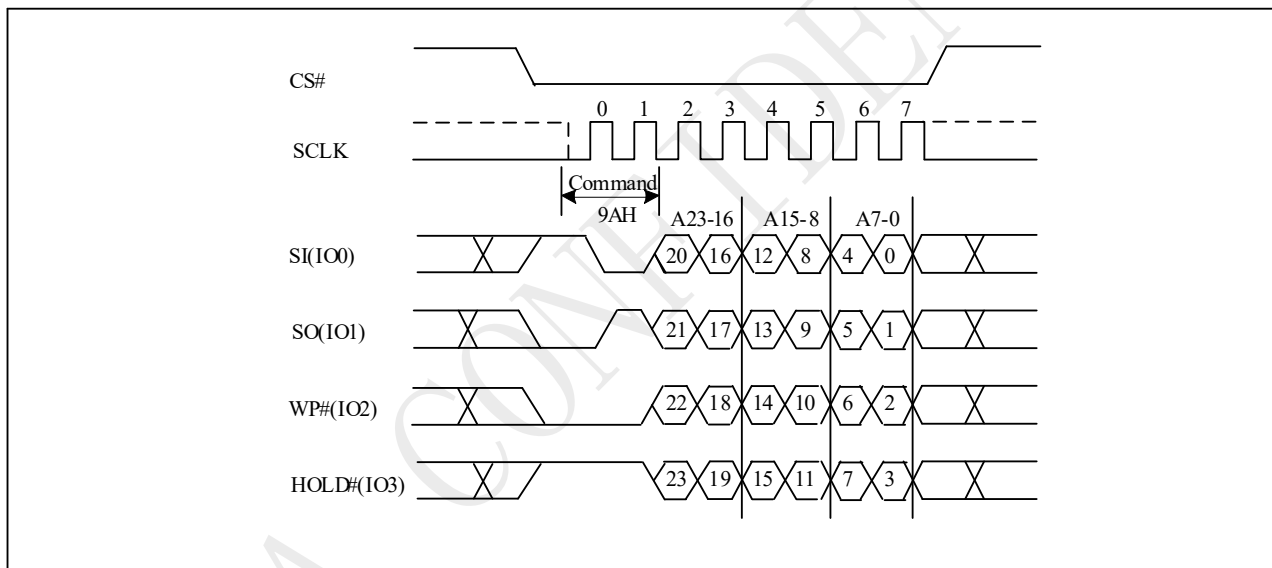 CS#
0 1 2 3 4 5 6 7
SCLK
Command
9AH
A23-16 A15-8 A7-0
SI(IO0) 20 16 12 8 4 0
SO(IO1) 21 17 13 9 5 1
WP#(IO2) 22 18 14 10 6 2
HOLD#(IO3) 23 19 15 11 7 3